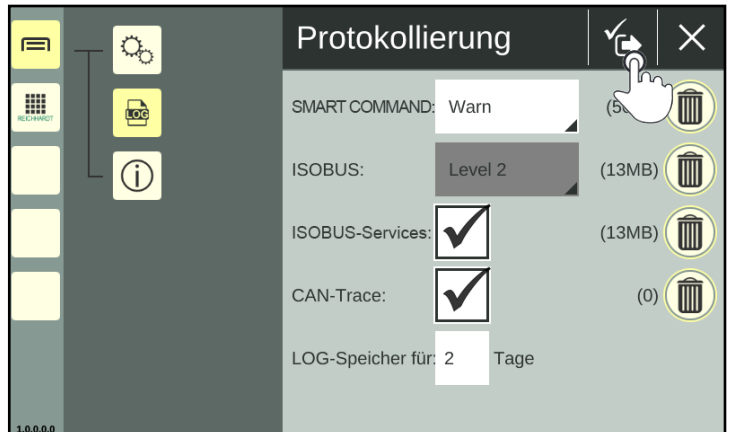 Protokollierung
REICHHARDT
LOG
SMART COMMAND: Warn
ISOBUS: Level 2 (13MB)
ISOBUS-Services: (13MB)
CAN-Trace: (0)
LOG-Speicher für: 2 Tage
1.0.0.0.0